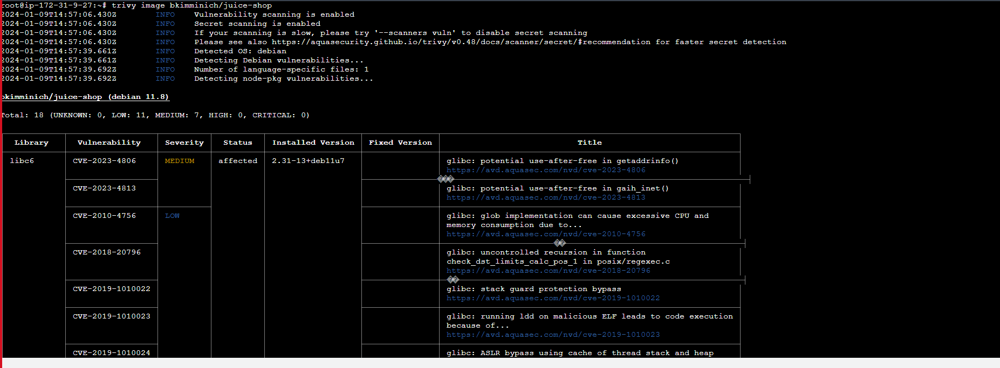 root@ip-172-31-9-27:~# trivy image bkimminich/juice-shop
2024-01-09T14:57:06.430Z INFO Vulnerability scanning is enabled
2024-01-09T14:57:06.430Z INFO Secret scanning is enabled
2024-01-09T14:57:06.430Z INFO If your scanning is slow, please try '--scanners vuln' to disable secret scanning
2024-01-09T14:57:06.430Z INFO Please see also https://aquasecurity.github.io/trivy/v0.48/docs/scanner/secret/#recommendation for faster secret detection
2024-01-09T14:57:39.661Z INFO Detected OS: debian
2024-01-09T14:57:39.661Z INFO Detecting Debian vulnerabilities...
2024-01-09T14:57:39.692Z INFO Number of language-specific files: 1
2024-01-09T14:57:39.692Z INFO Detecting node-pkg vulnerabilities...
bkimminich/juice-shop (debian 11.8)
Total: 18 (UNKNOWN: 0, LOW: 11, MEDIUM: 7, HIGH: 0, CRITICAL: 0)
Library Vulnerability Severity Status Installed Version Fixed Version Title
libc6 CVE-2023-4806 MEDIUM affected 2.31-13+deb11u7 glibc: potential use-after-free in getaddrinfo()
https://avd.aquasec.com/nvd/cve-2023-4806
���
CVE-2023-4813 glibc: potential use-after-free in gaih_inet()
https://avd.aquasec.com/nvd/cve-2023-4813
CVE-2010-4756 LOW glibc: glob implementation can cause excessive CPU and
memory consumption due to...
https://avd.aquasec.com/nvd/cve-2010-4756
��
CVE-2018-20796 glibc: uncontrolled recursion in function
check_dst_limits_calc_pos_1 in posix/regexec.c
https://avd.aquasec.com/nvd/cve-2018-20796
��
CVE-2019-1010022 glibc: stack guard protection bypass
https://avd.aquasec.com/nvd/cve-2019-1010022
CVE-2019-1010023 glibc: running ldd on malicious ELF leads to code execution
because of...
https://avd.aquasec.com/nvd/cve-2019-1010023
CVE-2019-1010024 glibc: ASLR bypass using cache of thread stack and heap